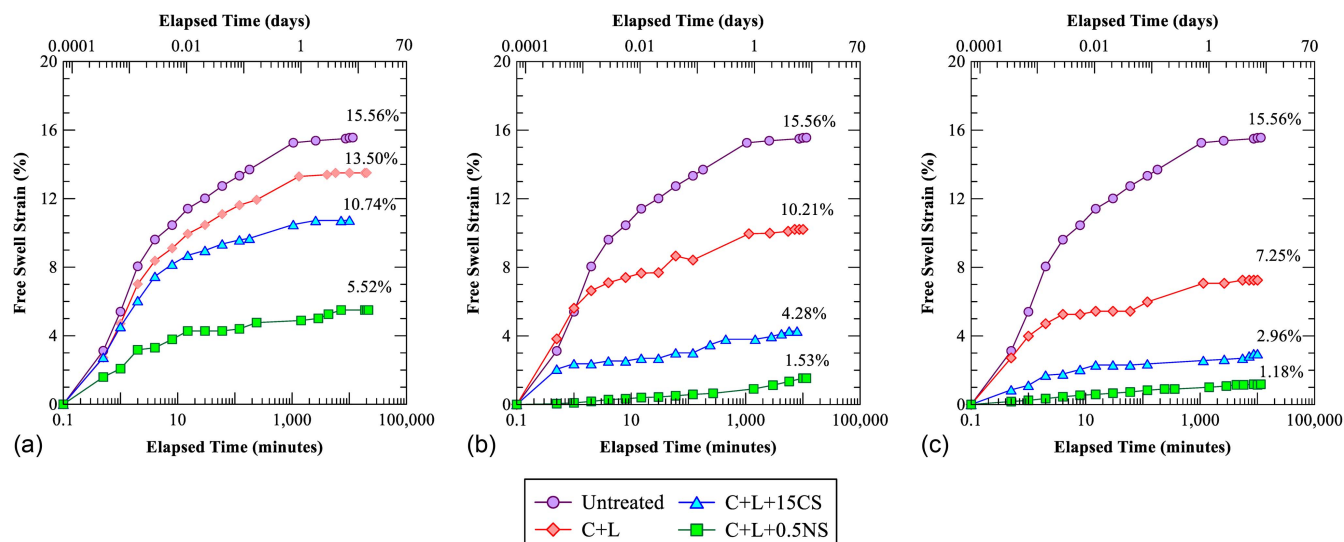 Elapsed Time (days)
0.0001 0.01 1 70
20
16
12
8
4
0
Free Swell Strain (%)
15.56%
13.50%
10.74%
5.52%
0.1 10 1,000 100,000
(a)
Elapsed Time (minutes)
Elapsed Time (days)
0.0001 0.01 1 70
20
16
12
8
4
0
Free Swell Strain (%)
15.56%
10.21%
4.28%
1.53%
0.1 10 1,000 100,000
(b)
Elapsed Time (minutes)
Elapsed Time (days)
0.0001 0.01 1 70
20
16
12
8
4
0
Free Swell Strain (%)
15.56%
7.25%
2.96%
1.18%
0.1 10 1,000 100,000
(c)
Elapsed Time (minutes)
Untreated C+L+15CS
C+L C+L+0.5NS